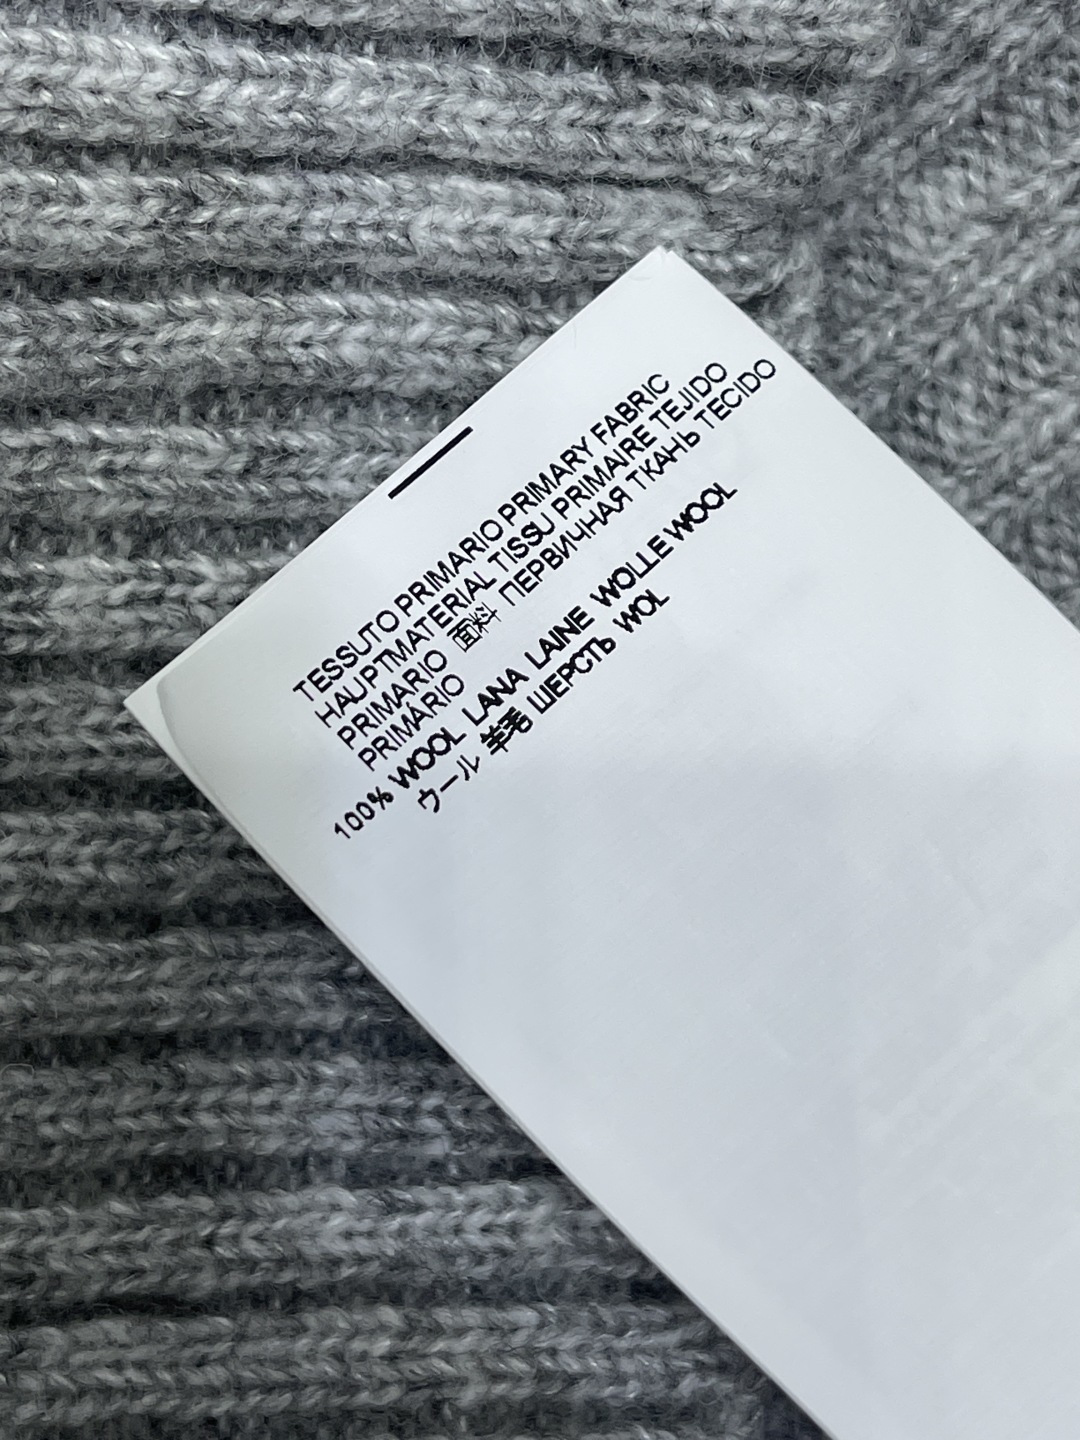 TESSUTO PRIMARIO PRIMARY FABRIC
HAUPTMATERIAL TISSU PRIMAIRE TEJIDO
PRIMARIO 面料 ПЕРВИЧНАЯ ТКАНЬ TECIDO
PRIMÁRIO
100% WOOL LANA LAINE WOLLE WOOL
ウール 羊毛 ШЕРСТЬ WOL